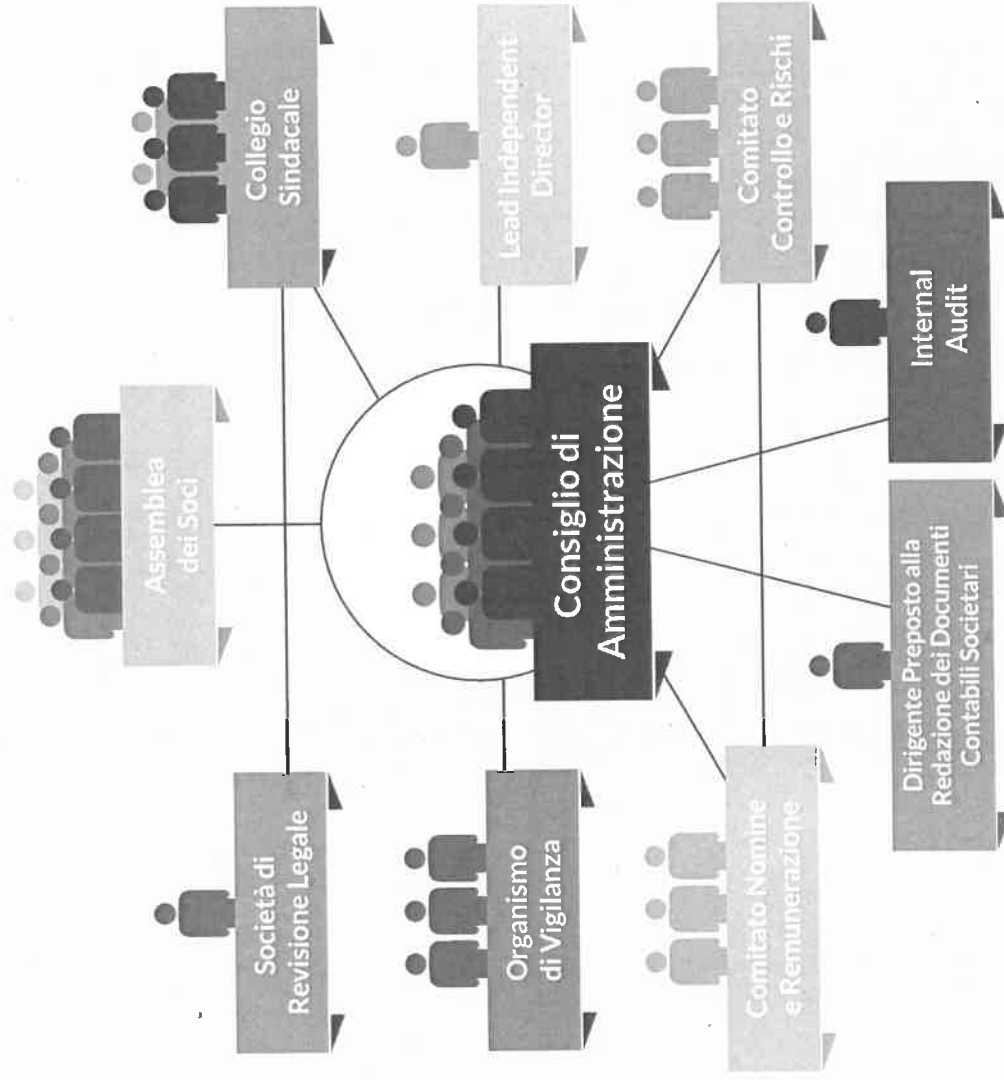 Assemblea
dei Soci
Società di
Revisione Legale
Collegio
Sindacale
Organismo
di Vigilanza
Consiglio di
Amministrazione
Lead Independent
Director
Comitato Nomine
e Remunerazione
Comitato
Controllo e Rischi
Dirigente Preposto alla
Redazione dei Documenti
Contabili Societari
Internal
Audit